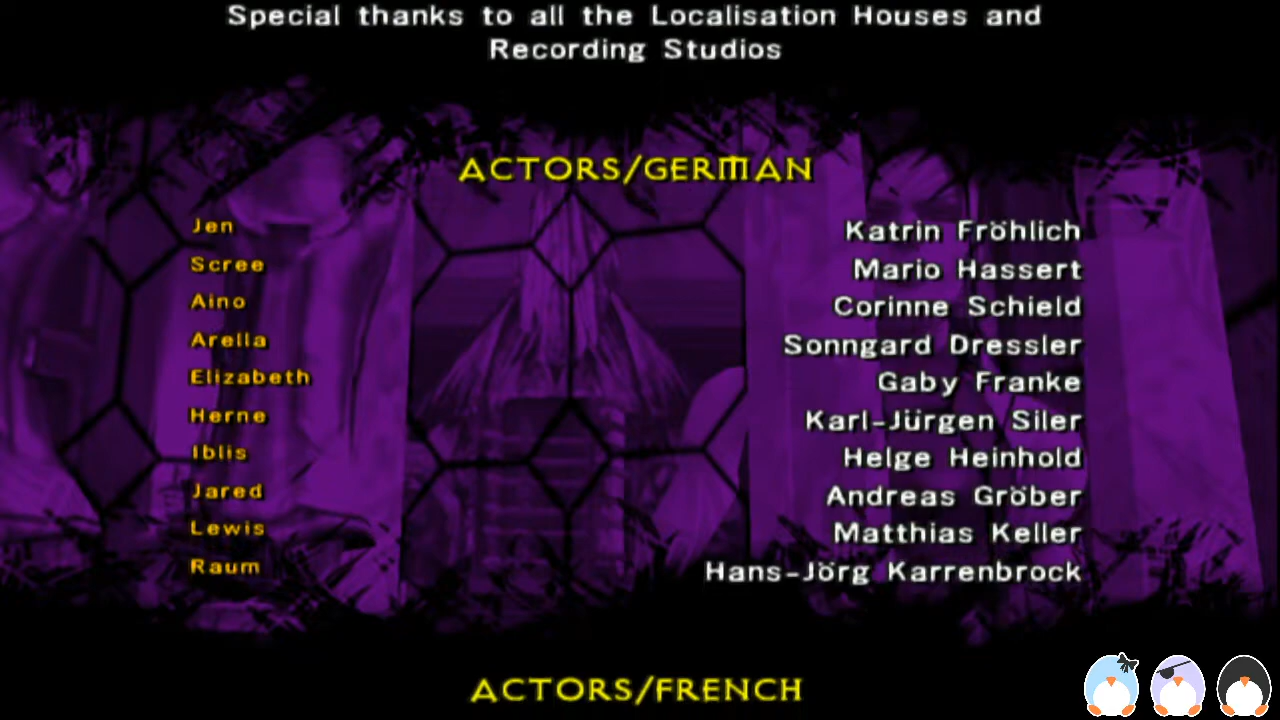 Special thanks to all the Localisation Houses and
Recording Studios
ACTORS/GERMAN
Jen Katrin Fröhlich
Scree Mario Hassert
Aino Corinne Schield
Arella Sonngard Dressler
Elizabeth Gaby Franke
Herne Karl-Jürgen Siler
Iblis Helge Heinhold
Jared Andreas Gröber
Lewis Matthias Keller
Raum Hans-Jörg Karrenbrock
ACTORS/FRENCH